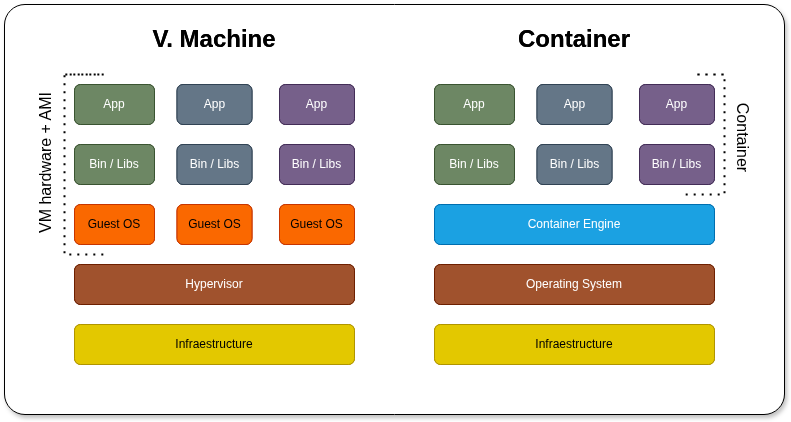 V. Machine
VM hardware + AMI
App App App
Bin / Libs Bin / Libs Bin / Libs
Guest OS Guest OS Guest OS
Hypervisor
Infraestructure
Container
App App App
Bin / Libs Bin / Libs Bin / Libs
Container
Container Engine
Operating System
Infraestructure